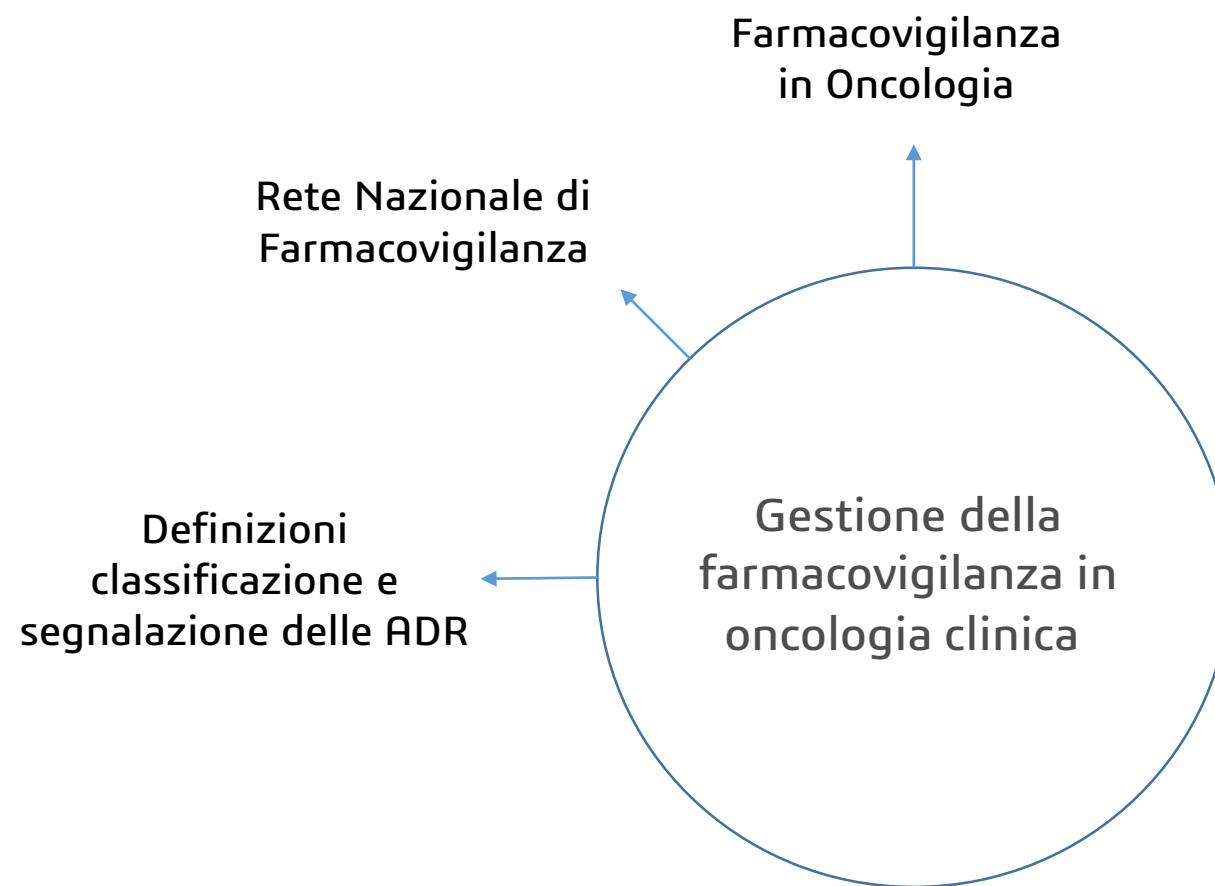 Farmacovigilanza
in Oncologia
Rete Nazionale di
Farmacovigilanza
Definizioni
classificazione e
segnalazione delle ADR
Gestione della
farmacovigilanza in
oncologia clinica